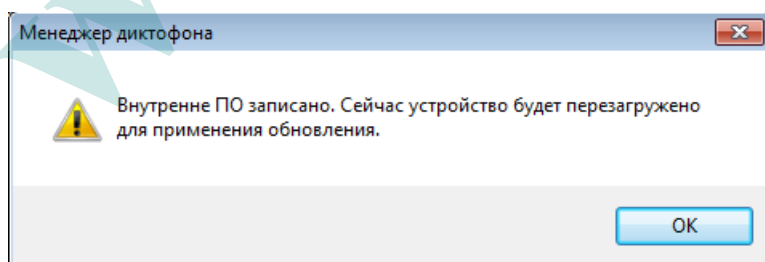 Менеджер диктофона
Внутренне ПО записано. Сейчас устройство будет перезагружено
для применения обновления.
OK